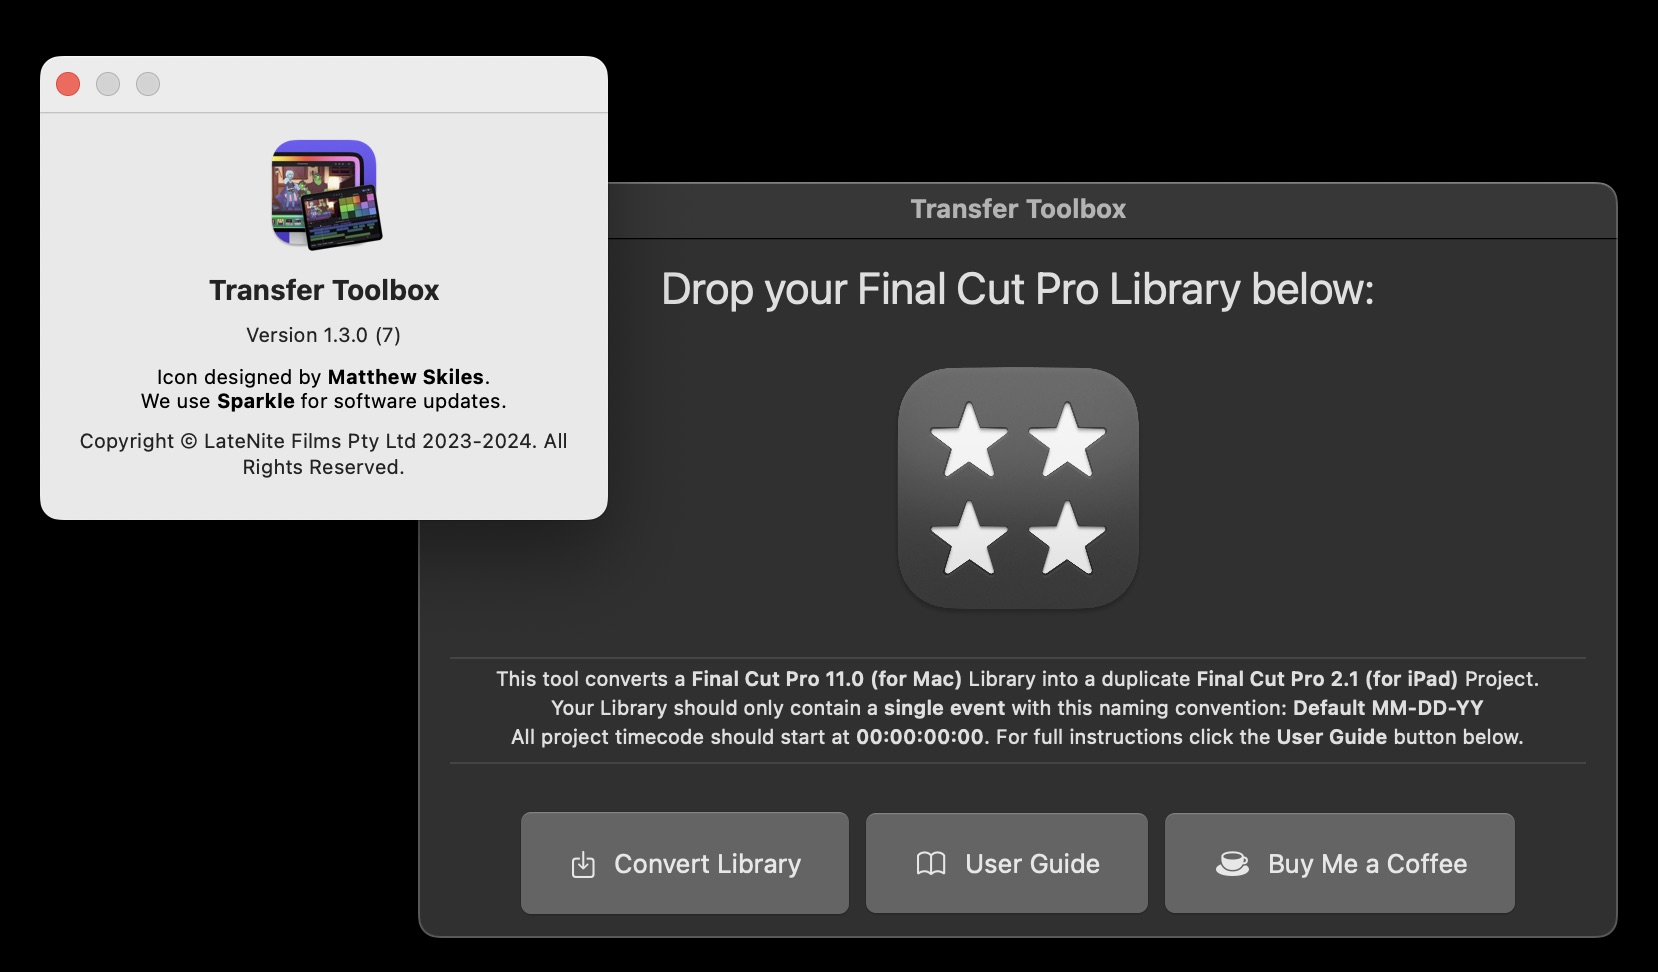 Transfer Toolbox
Version 1.3.0 (7)
Icon designed by Matthew Skiles.
We use Sparkle for software updates.
Copyright © LateNite Films Pty Ltd 2023-2024. All
Rights Reserved.
Transfer Toolbox
Drop your Final Cut Pro Library below:
This tool converts a Final Cut Pro 11.0 (for Mac) Library into a duplicate Final Cut Pro 2.1 (for iPad) Project.
Your Library should only contain a single event with this naming convention: Default MM-DD-YY
All project timecode should start at 00:00:00:00. For full instructions click the User Guide button below.
Convert Library
User Guide
Buy Me a Coffee